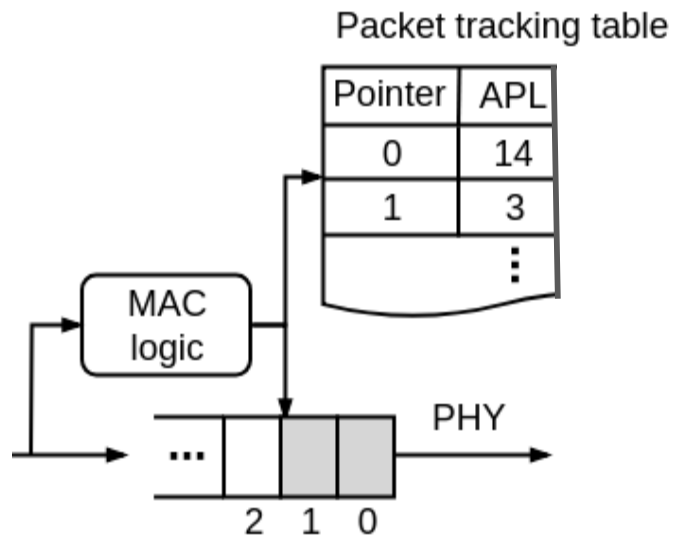 Packet tracking table
Pointer APL
0 14
1 3
⋮
MAC
logic
PHY
...
2 1 0